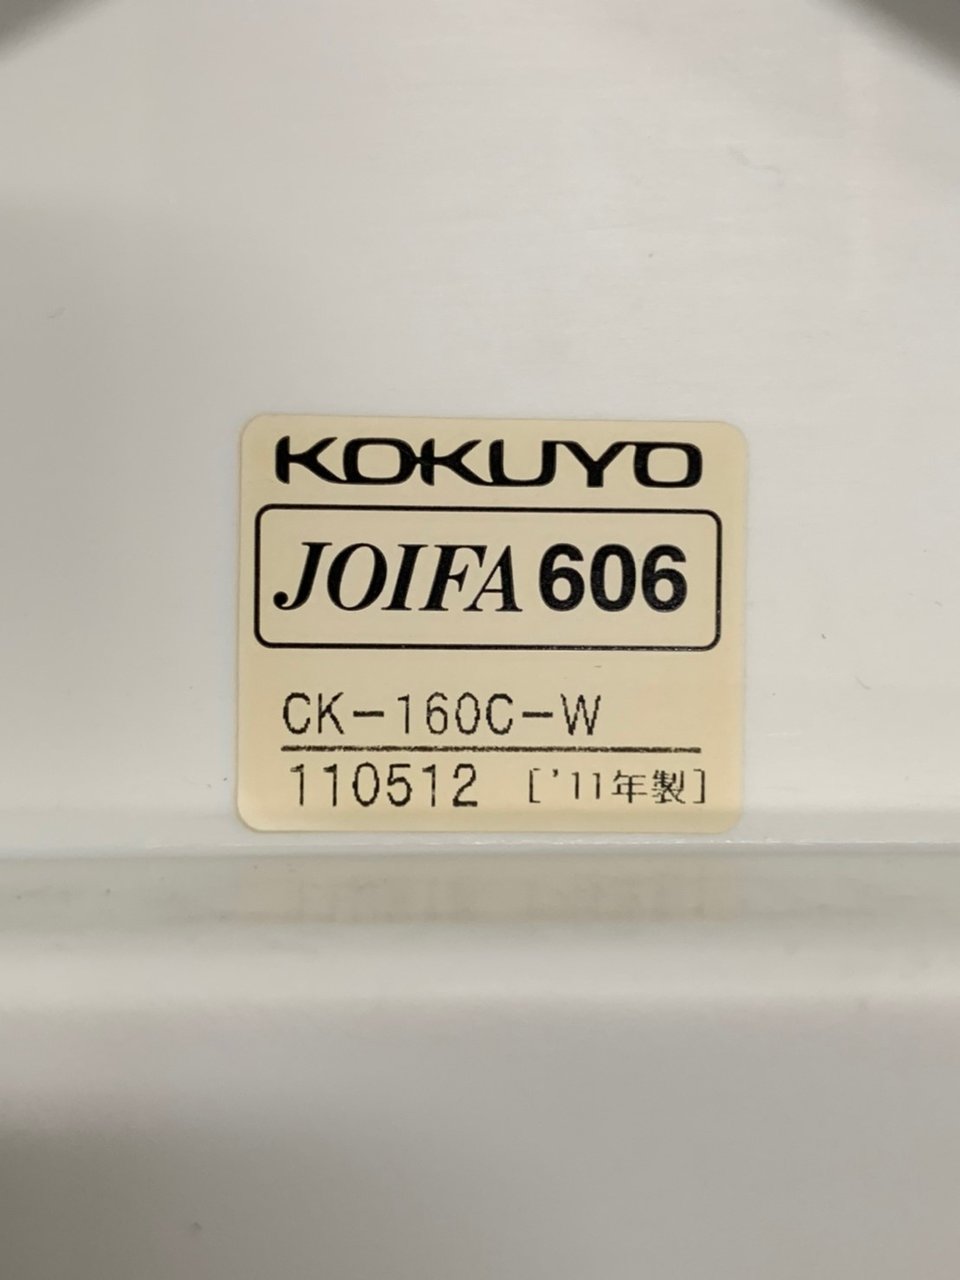 KOKUYO
JOIFA 606
CK-160C-W
110512 ['11年製]